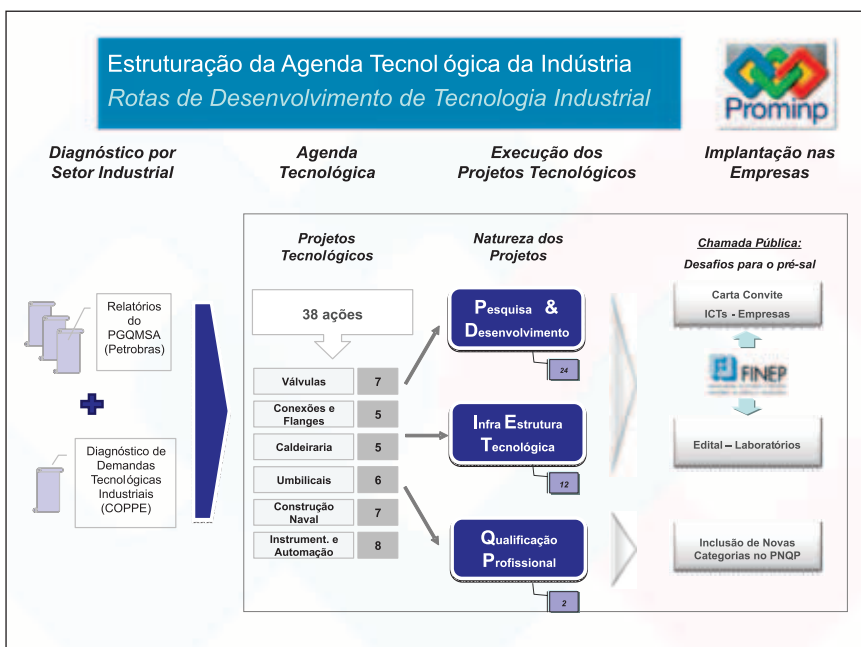 Estruturação da Agenda Tecnol ógica da Indústria
Rotas de Desenvolvimento de Tecnologia Industrial
Prominp
Diagnóstico por
Setor Industrial
Agenda
Tecnológica
Execução dos
Projetos Tecnológicos
Implantação nas
Empresas
Projetos
Tecnológicos
Natureza dos
Projetos
Chamada Pública:
Desafios para o pré-sal
Relatórios
do
PGQMSA
(Petrobras)
Diagnóstico de
Demandas
Tecnológicas
Industriais
(COPPE)
38 ações
Válvulas 7
Conexões e
Flanges 5
Caldeiraria 5
Umbilicais 6
Construção
Naval 7
Instrument. e
Automação 8
Pesquisa &
Desenvolvimento
24
Infra Estrutura
Tecnológica
12
Qualificação
Profissional
2
Carta Convite
ICTs - Empresas
FINEP
Edital – Laboratórios
Inclusão de Novas
Categorias no PNQP